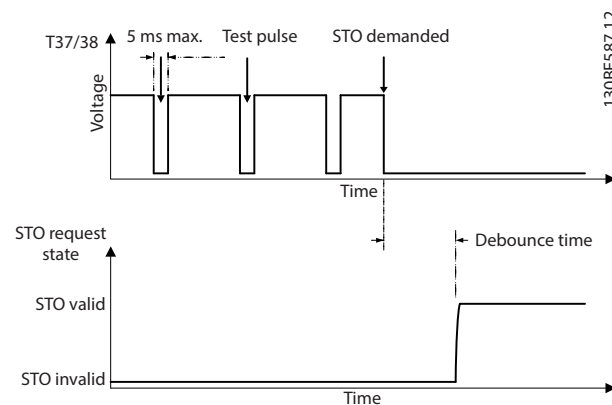 T37/38
5 ms max.
Test pulse
STO demanded
130BE587.12
Voltage
Time
STO request
state
Debounce time
STO valid
STO invalid
Time